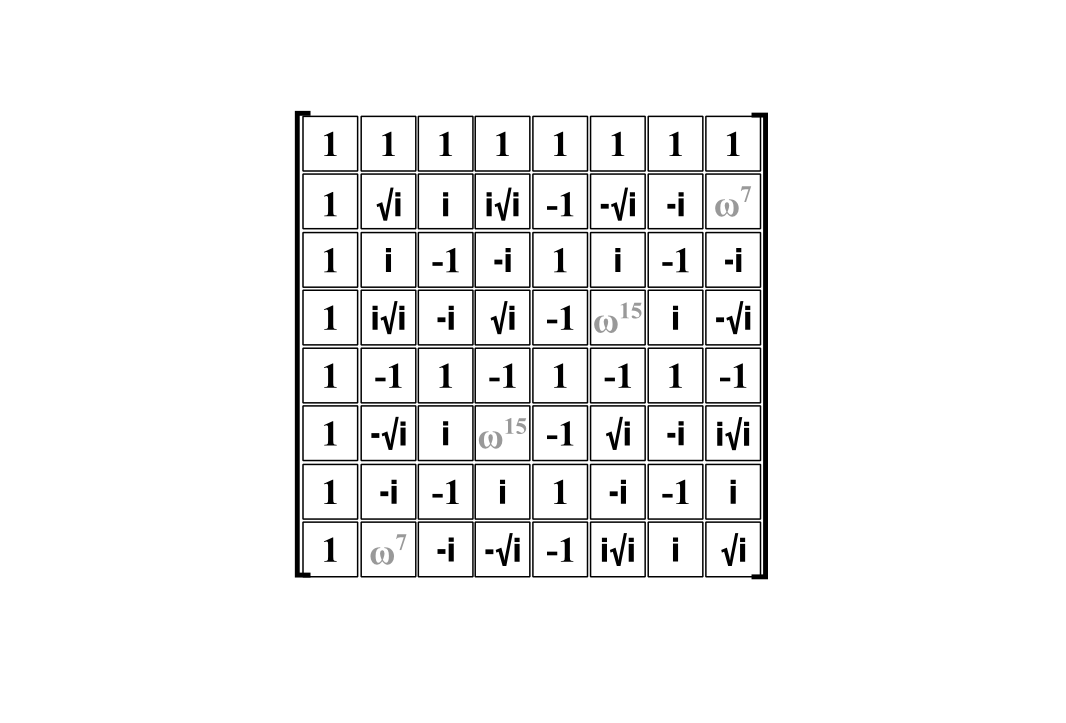 1 1 1 1 1 1 1 1
1 √i i i√i -1 -√i -i ω⁷
1 i -1 -i 1 i -1 -i
1 i√i -i √i -1 ω¹⁵ i -√i
1 -1 1 -1 1 -1 1 -1
1 -√i i ω¹⁵ -1 √i -i i√i
1 -i -1 i 1 -i -1 i
1 ω⁷ -i -√i -1 i√i i √i